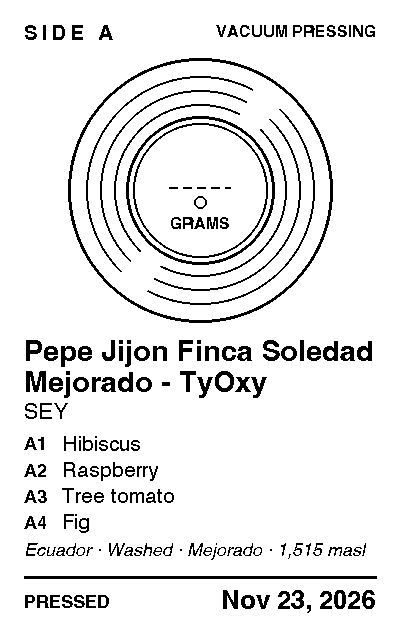 SIDE A
VACUUM PRESSING
GRAMS
Pepe Jijon Finca Soledad
Mejorado - TyOxy
SEY
A1 Hibiscus
A2 Raspberry
A3 Tree tomato
A4 Fig
Ecuador · Washed · Mejorado · 1,515 masl
PRESSED
Nov 23, 2026